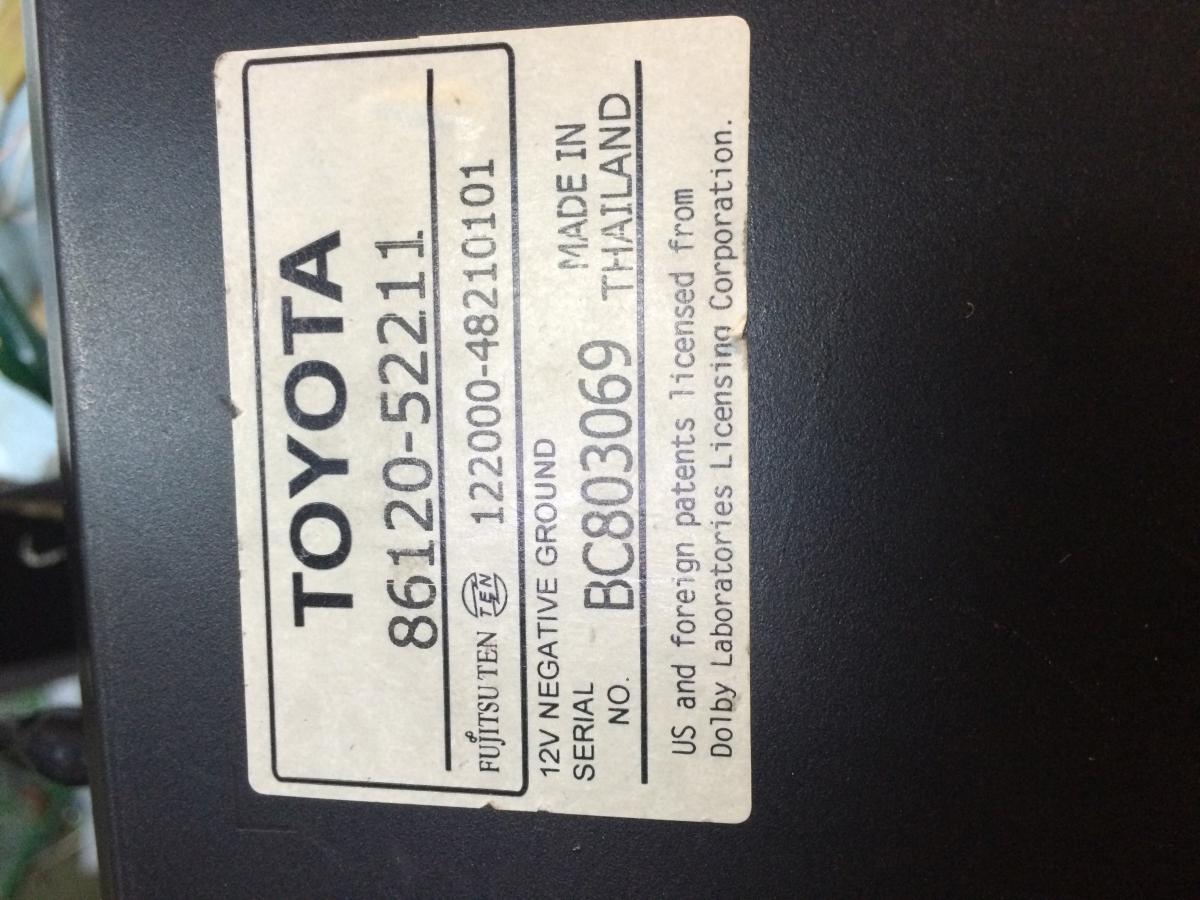 TOYOTA
86120-52211
FUJITSU TEN TEN 122000-48210101
12V NEGATIVE GROUND
SERIAL NO. BC803069 MADE IN THAILAND
US and foreign patents licensed from
Dolby Laboratories Licensing Corporation.